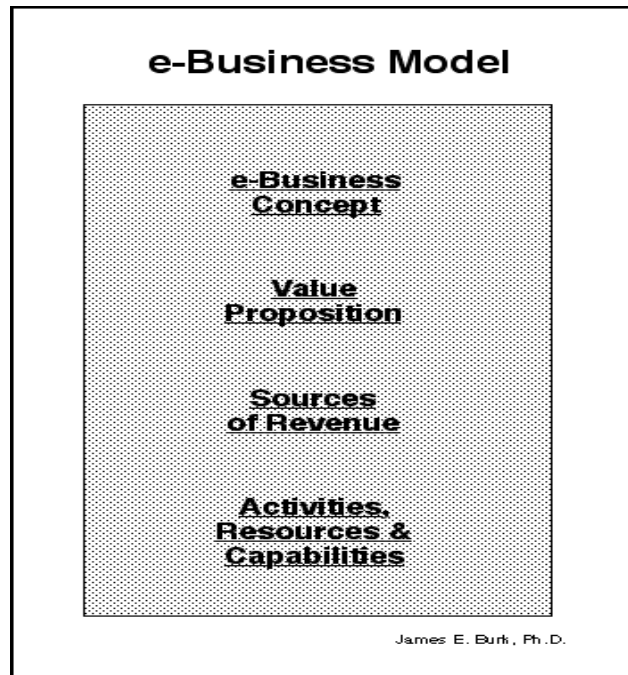 e-Business Model
e-Business
Concept
Value
Proposition
Sources
of Revenue
Activities,
Resources &
Capabilities
James E. Burk, Ph.D.